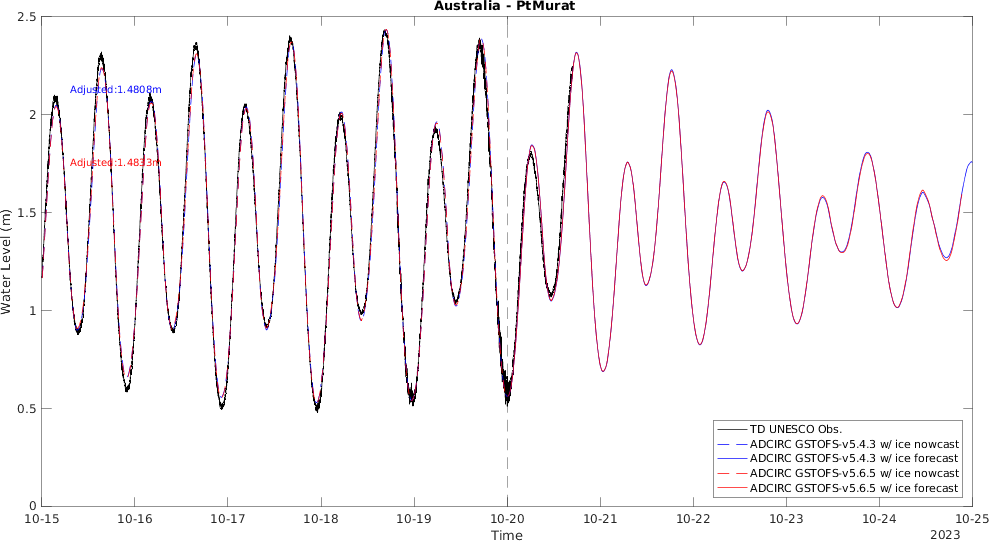 Australia - PtMurat
2.5
2
1.5
1
0.5
0
Water Level (m)
Adjusted:1.4808m
Adjusted:1.4833m
TD UNESCO Obs.
ADCIRC GSTOFS-v5.4.3 w/ ice nowcast
ADCIRC GSTOFS-v5.4.3 w/ ice forecast
ADCIRC GSTOFS-v5.6.5 w/ ice nowcast
ADCIRC GSTOFS-v5.6.5 w/ ice forecast
10-15 10-16 10-17 10-18 10-19 10-20 10-21 10-22 10-23 10-24 10-25
Time
2023